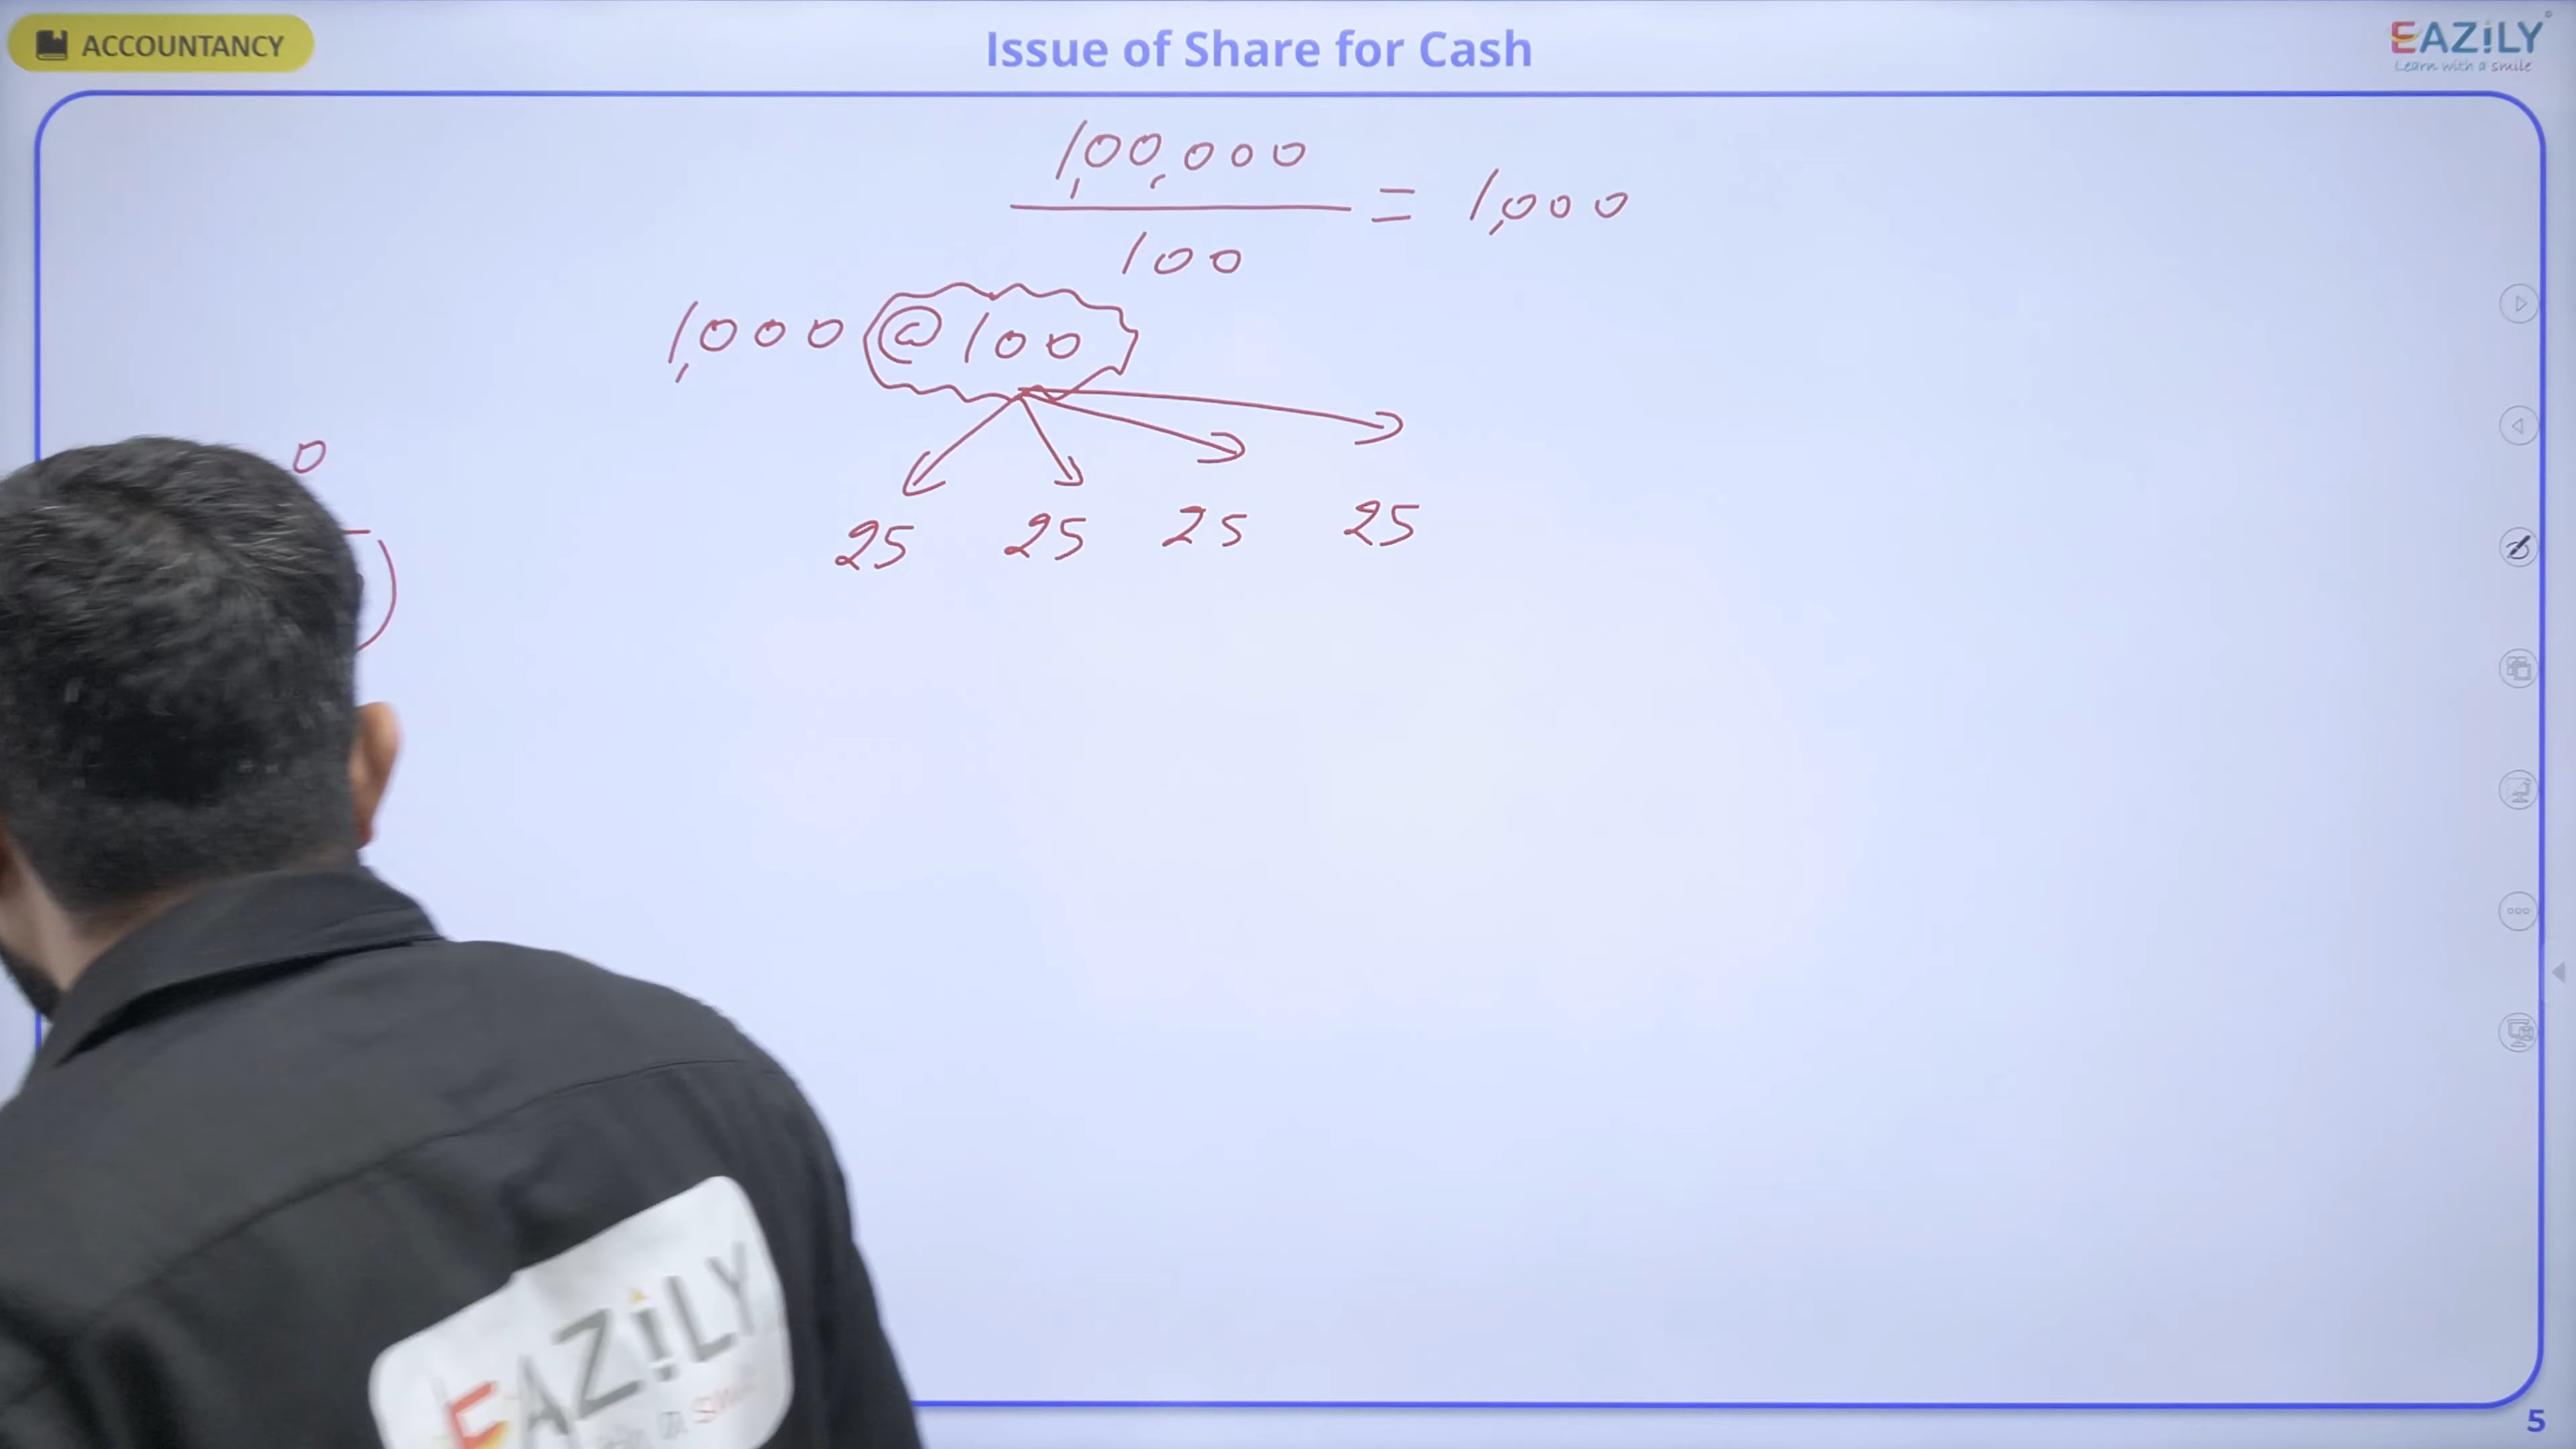 ACCOUNTANCY
Issue of Share for Cash
EAZiLY
Learn with a smile
1,00,000
100
= 1,000
1,000 @ 100
0
25 25 25 25
EAZiLY
5